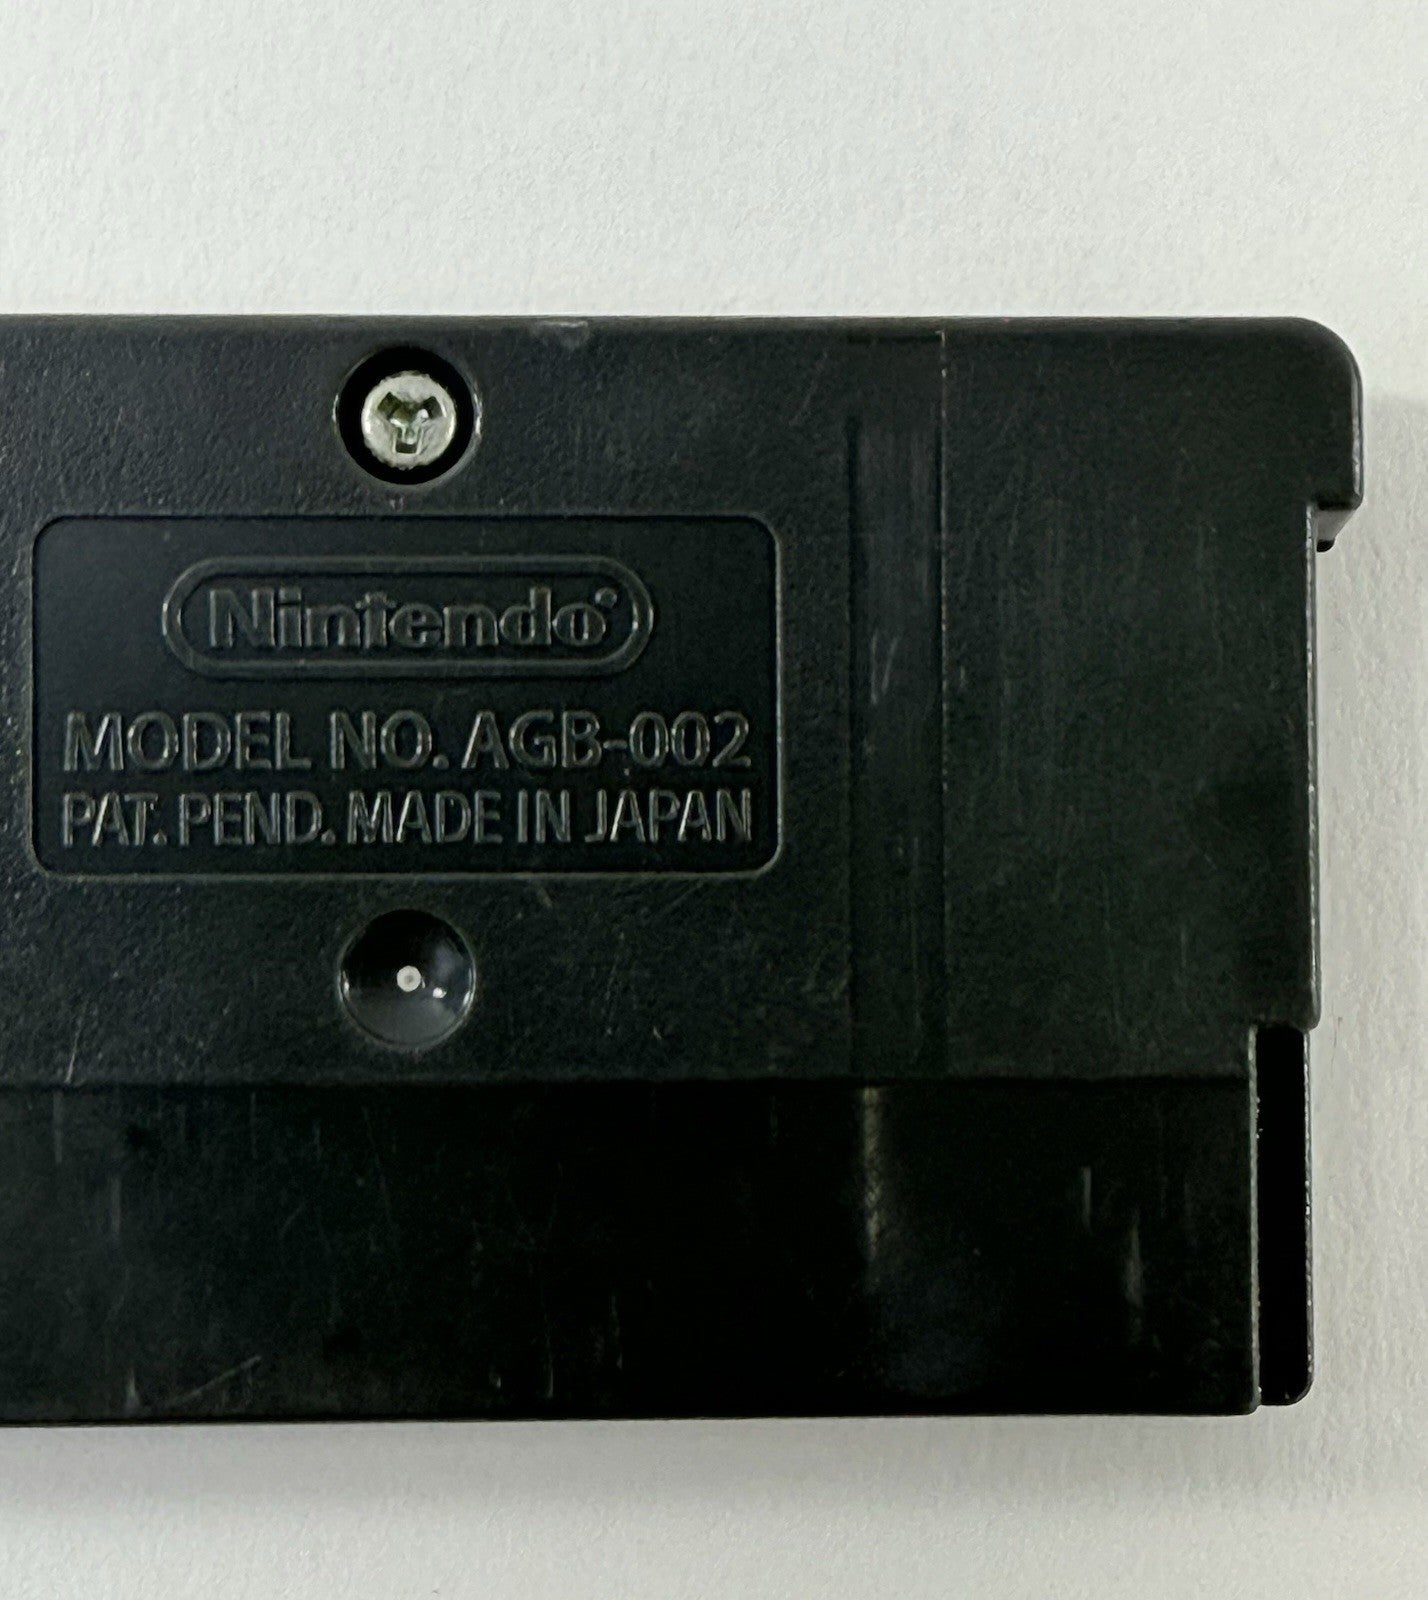 Nintendo®
MODEL NO. AGB-002
PAT. PEND. MADE IN JAPAN